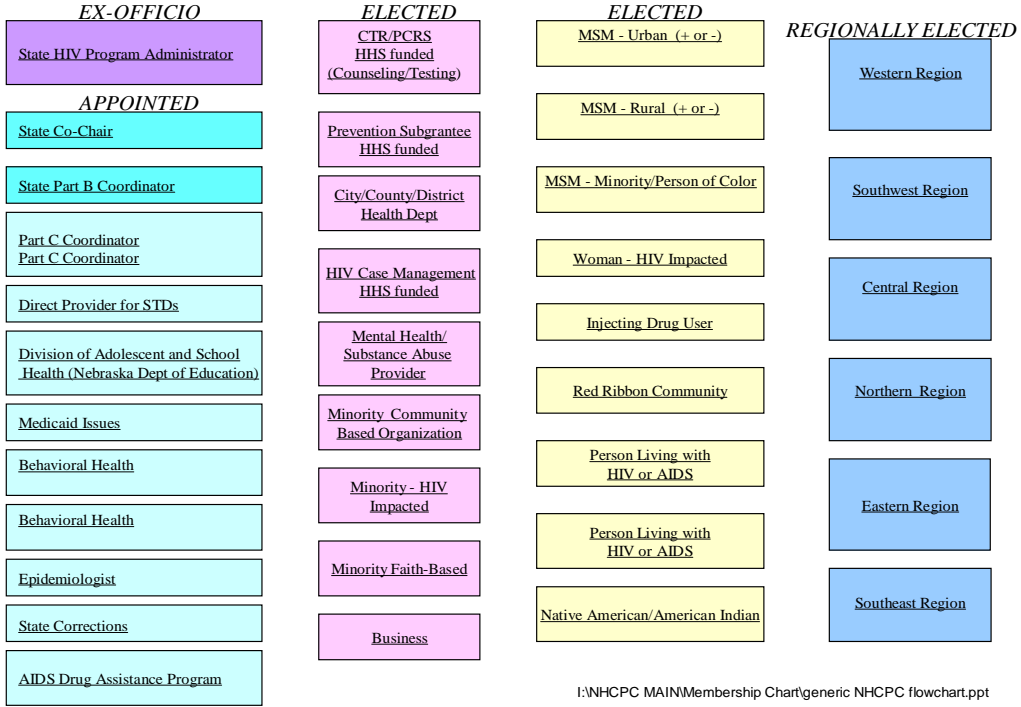 EX-OFFICIO
State HIV Program Administrator
APPOINTED
State Co-Chair
State Part B Coordinator
Part C Coordinator
Part C Coordinator
Direct Provider for STDs
Division of Adolescent and School
Health (Nebraska Dept of Education)
Medicaid Issues
Behavioral Health
Behavioral Health
Epidemiologist
State Corrections
AIDS Drug Assistance Program
ELECTED
CTR/PCRS
HHS funded
(Counseling/Testing)
Prevention Subgrantee
HHS funded
City/County/District
Health Dept
HIV Case Management
HHS funded
Mental Health/
Substance Abuse
Provider
Minority Community
Based Organization
Minority - HIV
Impacted
Minority Faith-Based
Business
ELECTED
MSM - Urban (+ or -)
MSM - Rural (+ or -)
MSM - Minority/Person of Color
Woman - HIV Impacted
Injecting Drug User
Red Ribbon Community
Person Living with
HIV or AIDS
Person Living with
HIV or AIDS
Native American/American Indian
REGIONALLY ELECTED
Western Region
Southwest Region
Central Region
Northern Region
Eastern Region
Southeast Region
I:\NHCPC MAIN\Membership Chart\generic NHCPC flowchart.ppt